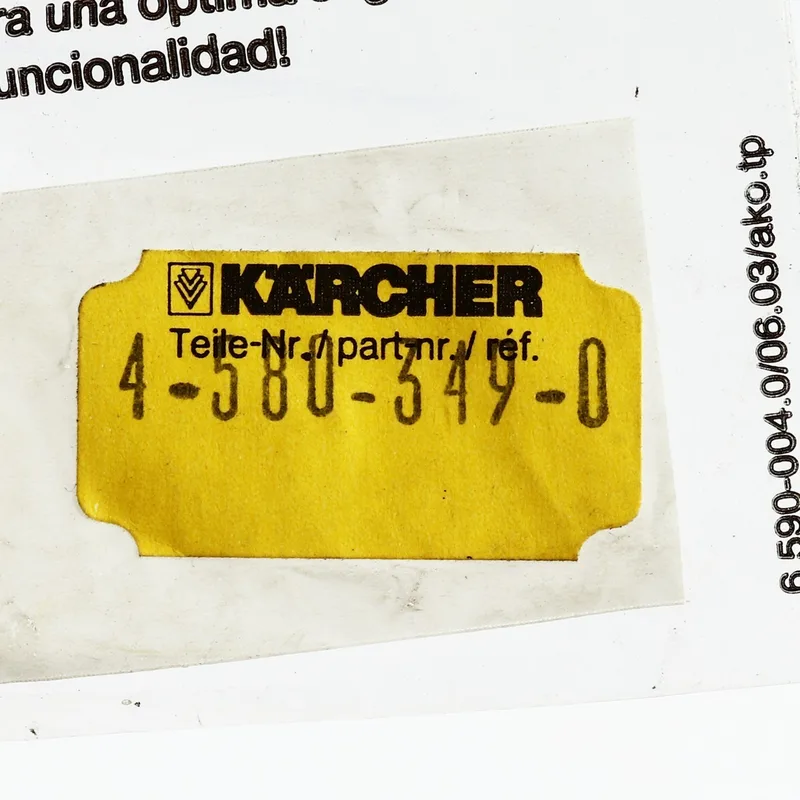 una
uncionalidad!
KÄRCHER
Teile-Nr./part-nr./réf.
4-580-349-0
6.590-004.0/06.03/ako.tp